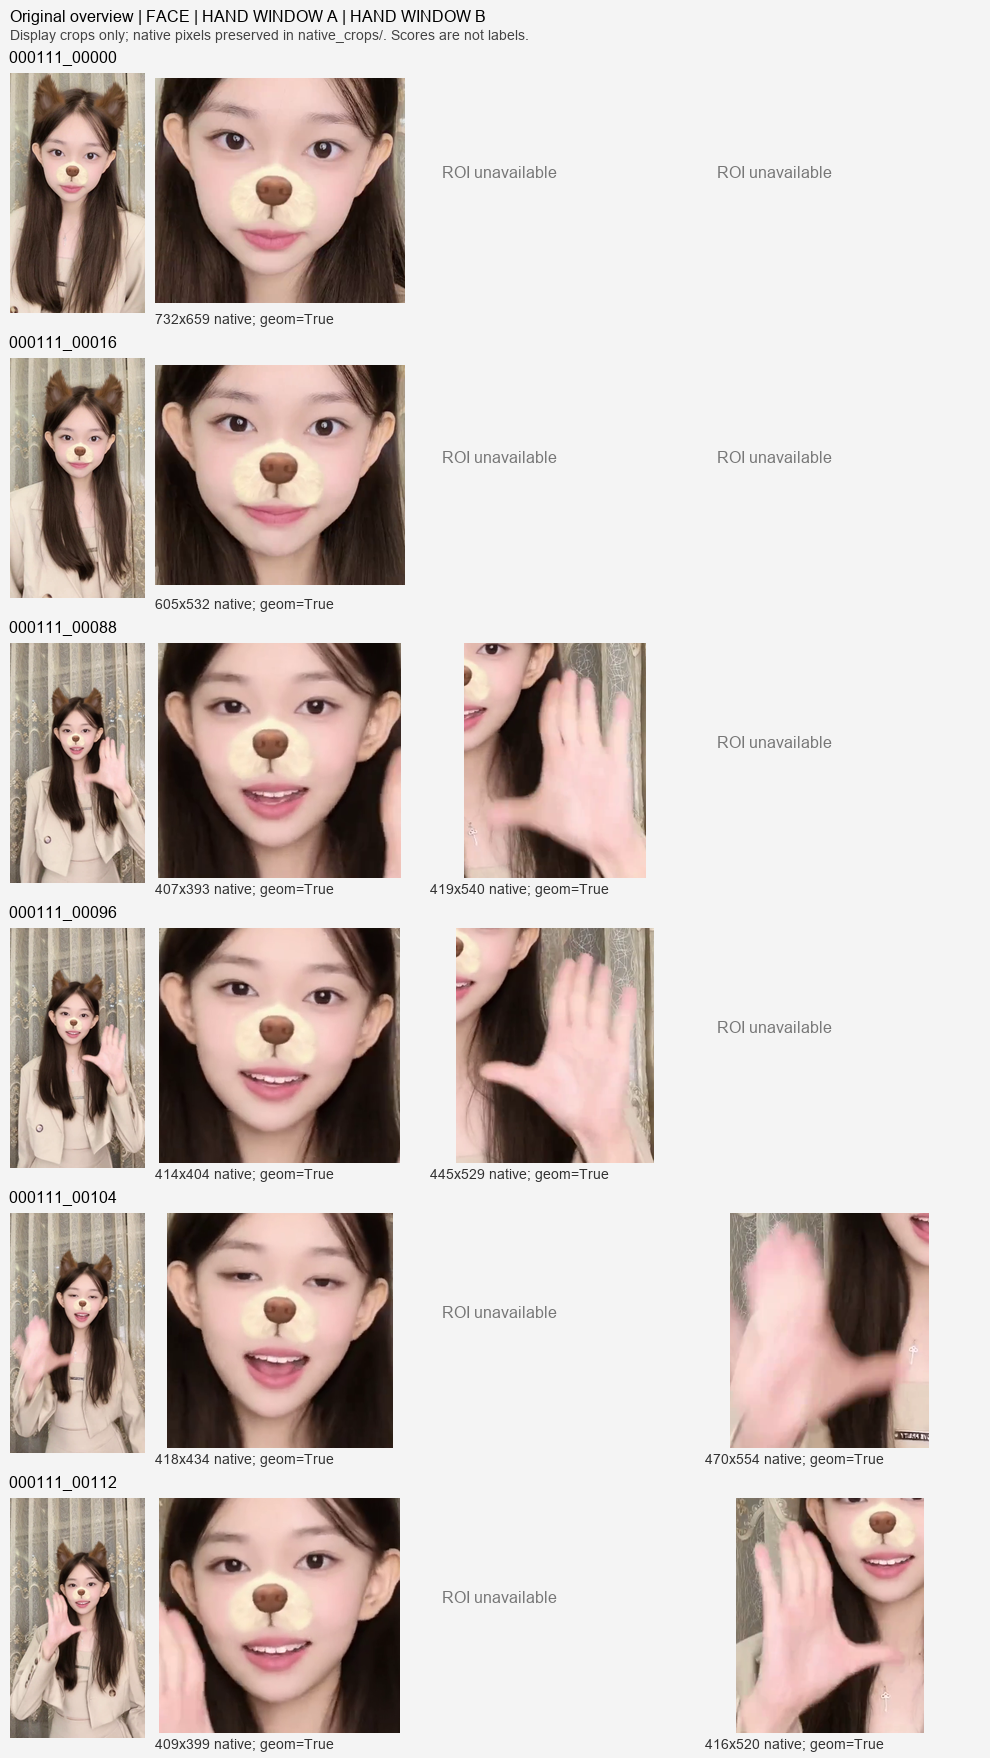 Original overview | FACE | HAND WINDOW A | HAND WINDOW B
Display crops only; native pixels preserved in native_crops/. Scores are not labels.
000111_00000
ROI unavailable
ROI unavailable
732x659 native; geom=True
000111_00016
ROI unavailable
ROI unavailable
605x532 native; geom=True
000111_00088
ROI unavailable
407x393 native; geom=True
419x540 native; geom=True
000111_00096
ROI unavailable
414x404 native; geom=True
445x529 native; geom=True
000111_00104
ROI unavailable
418x434 native; geom=True
470x554 native; geom=True
000111_00112
ROI unavailable
409x399 native; geom=True
416x520 native; geom=True